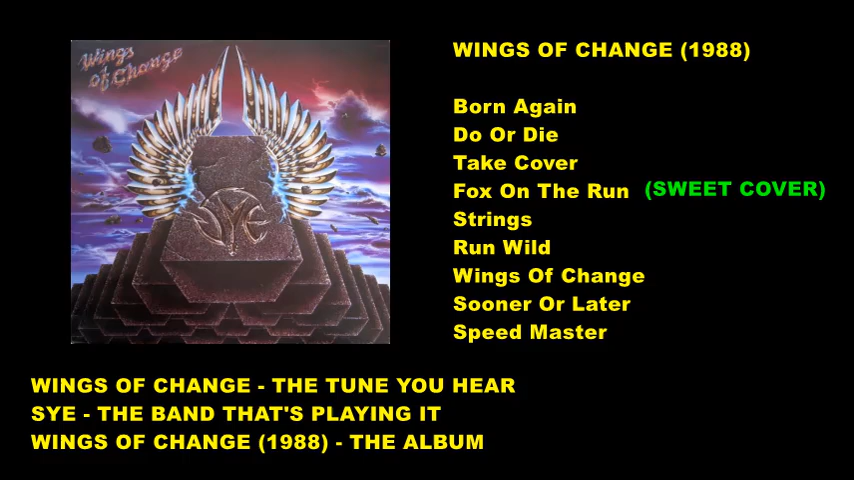 Wings
of Change
SYE
WINGS OF CHANGE (1988)
Born Again
Do Or Die
Take Cover
Fox On The Run (SWEET COVER)
Strings
Run Wild
Wings Of Change
Sooner Or Later
Speed Master
WINGS OF CHANGE - THE TUNE YOU HEAR
SYE - THE BAND THAT'S PLAYING IT
WINGS OF CHANGE (1988) - THE ALBUM